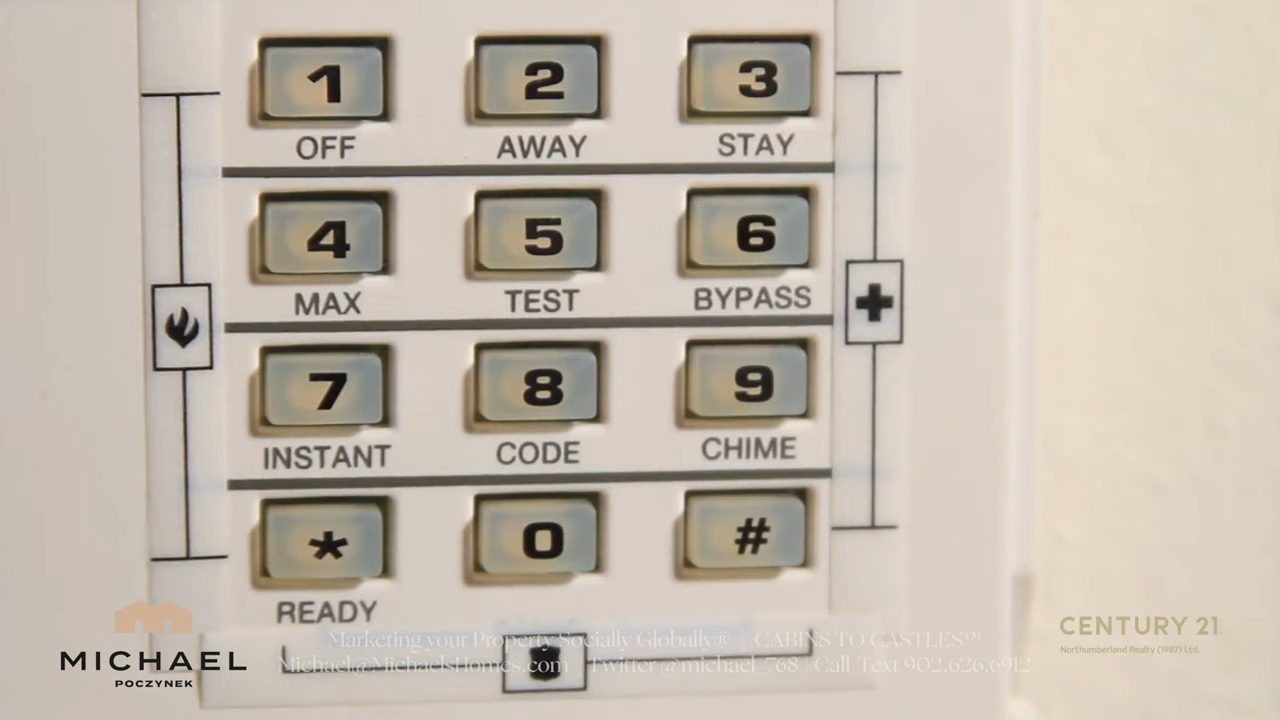 1 2 3
OFF AWAY STAY
4 5 6
MAX TEST BYPASS
7 8 9
INSTANT CODE CHIME
* 0 #
READY
MICHAEL
POCZYNEK
Marketing your Property Socially Globally® CABINS TO CASTLES™
Michael@MichaelsHomes.com Twitter @michael_768 | Call/Text 902.626.6912
CENTURY 21.
Northumberland Realty (1987) Ltd.